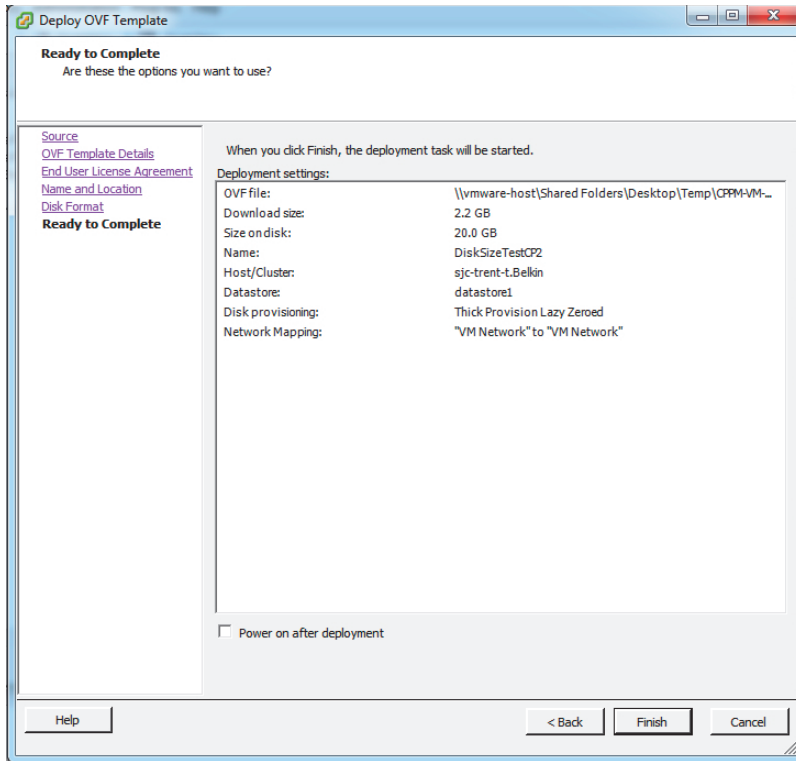 Deploy OVF Template
Ready to Complete
Are these the options you want to use?
Source
OVF Template Details
End User License Agreement
Name and Location
Disk Format
Ready to Complete
When you click Finish, the deployment task will be started.
Deployment settings:
OVF file: \\vmware-host\Shared Folders\Desktop\Temp\CPPM-VM-...
Download size: 2.2 GB
Size on disk: 20.0 GB
Name: DiskSizeTestCP2
Host/Cluster: sjc-trent-t.Belkin
Datastore: datastore1
Disk provisioning: Thick Provision Lazy Zeroed
Network Mapping: "VM Network" to "VM Network"
Power on after deployment
Help
< Back
Finish
Cancel